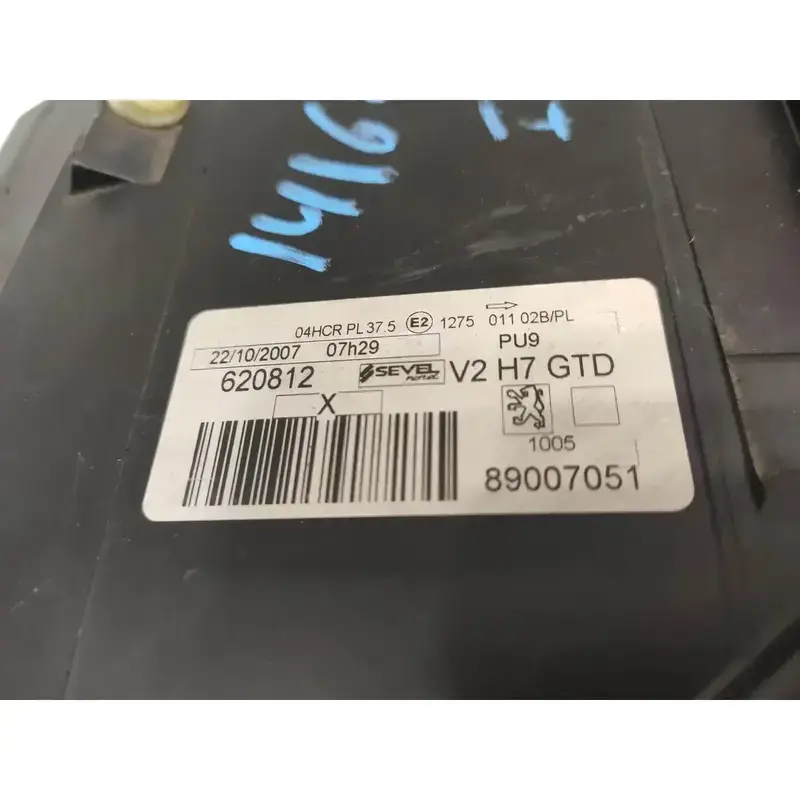 1416
04HCR PL 37.5 E2 1275 011 02B/PL
22/10/2007 07h29 PU9
620812 SEVEL V2 H7 GTD
X
1005
89007051